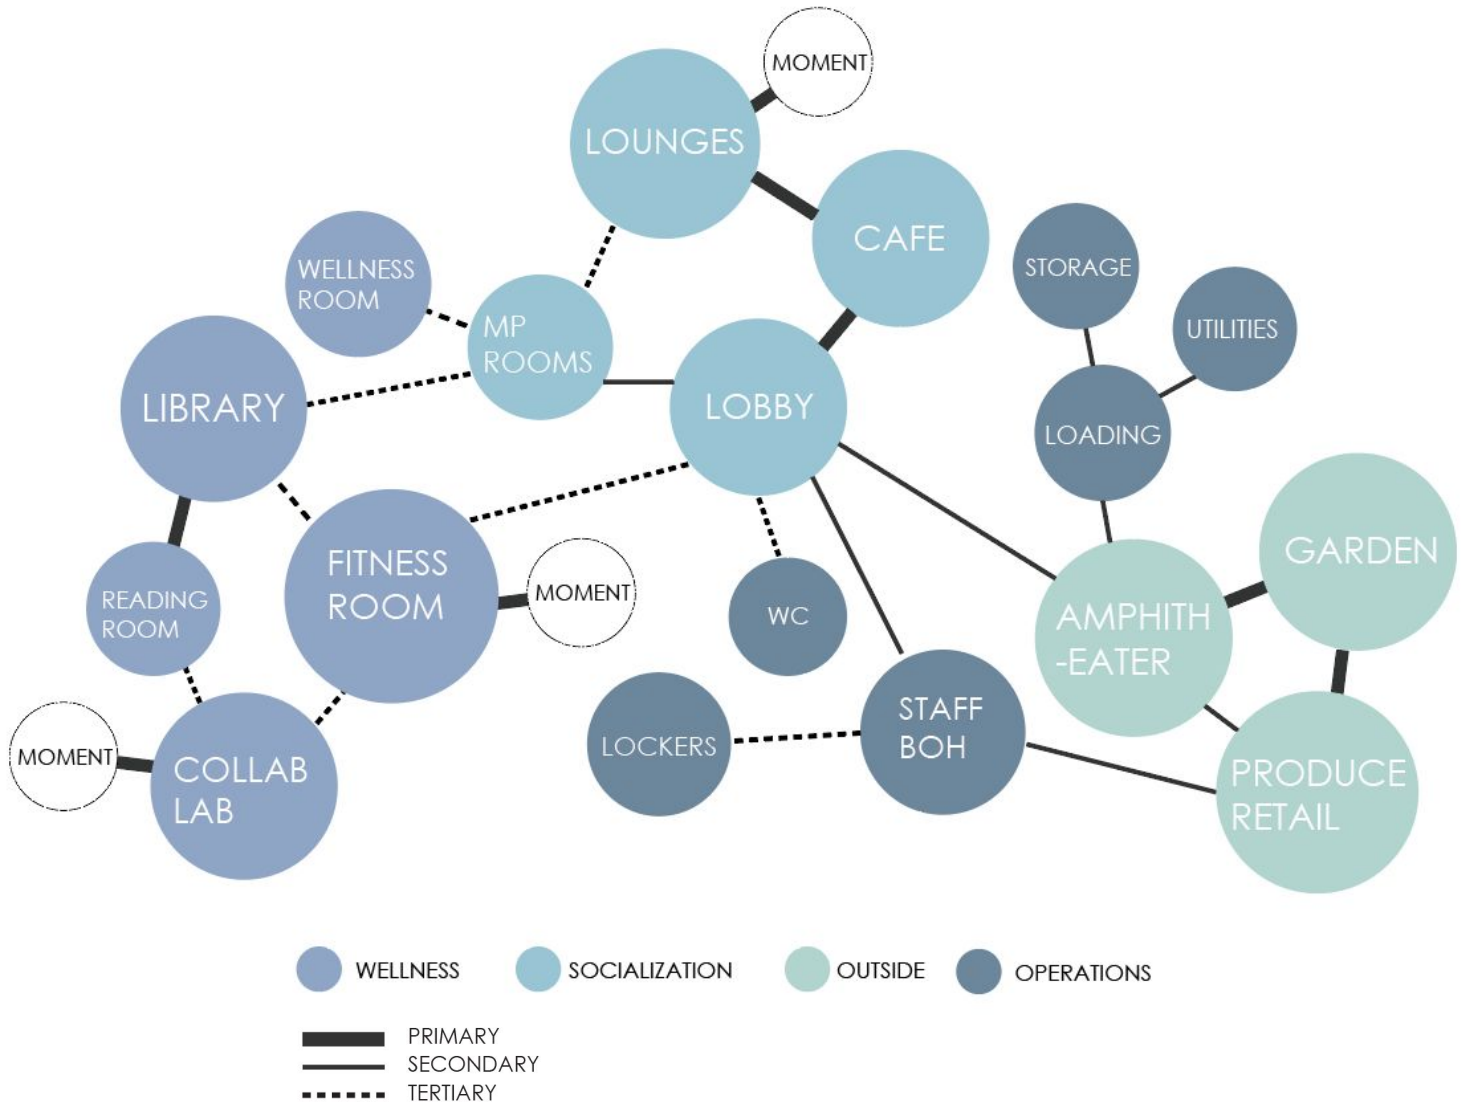 MOMENT
LOUNGES
CAFE
WELLNESS
ROOM
STORAGE
UTILITIES
MP
ROOMS
LIBRARY
LOBBY
LOADING
FITNESS
ROOM
MOMENT
GARDEN
READING
ROOM
WC
AMPHITH
-EATER
MOMENT
COLLAB
LAB
LOCKERS
STAFF
BOH
PRODUCE
RETAIL
WELLNESS
SOCIALIZATION
OUTSIDE
OPERATIONS
PRIMARY
SECONDARY
TERTIARY